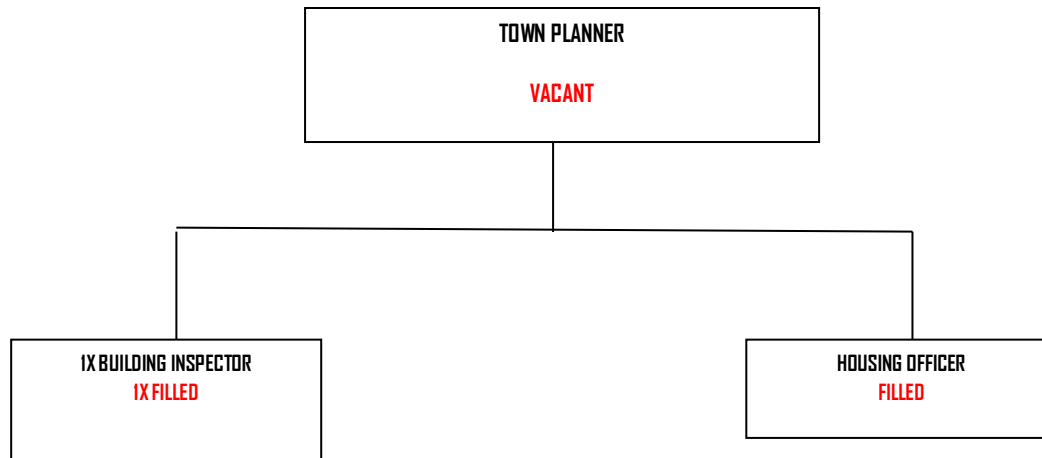 TOWN PLANNER
VACANT
1X BUILDING INSPECTOR
1X FILLED
HOUSING OFFICER
FILLED